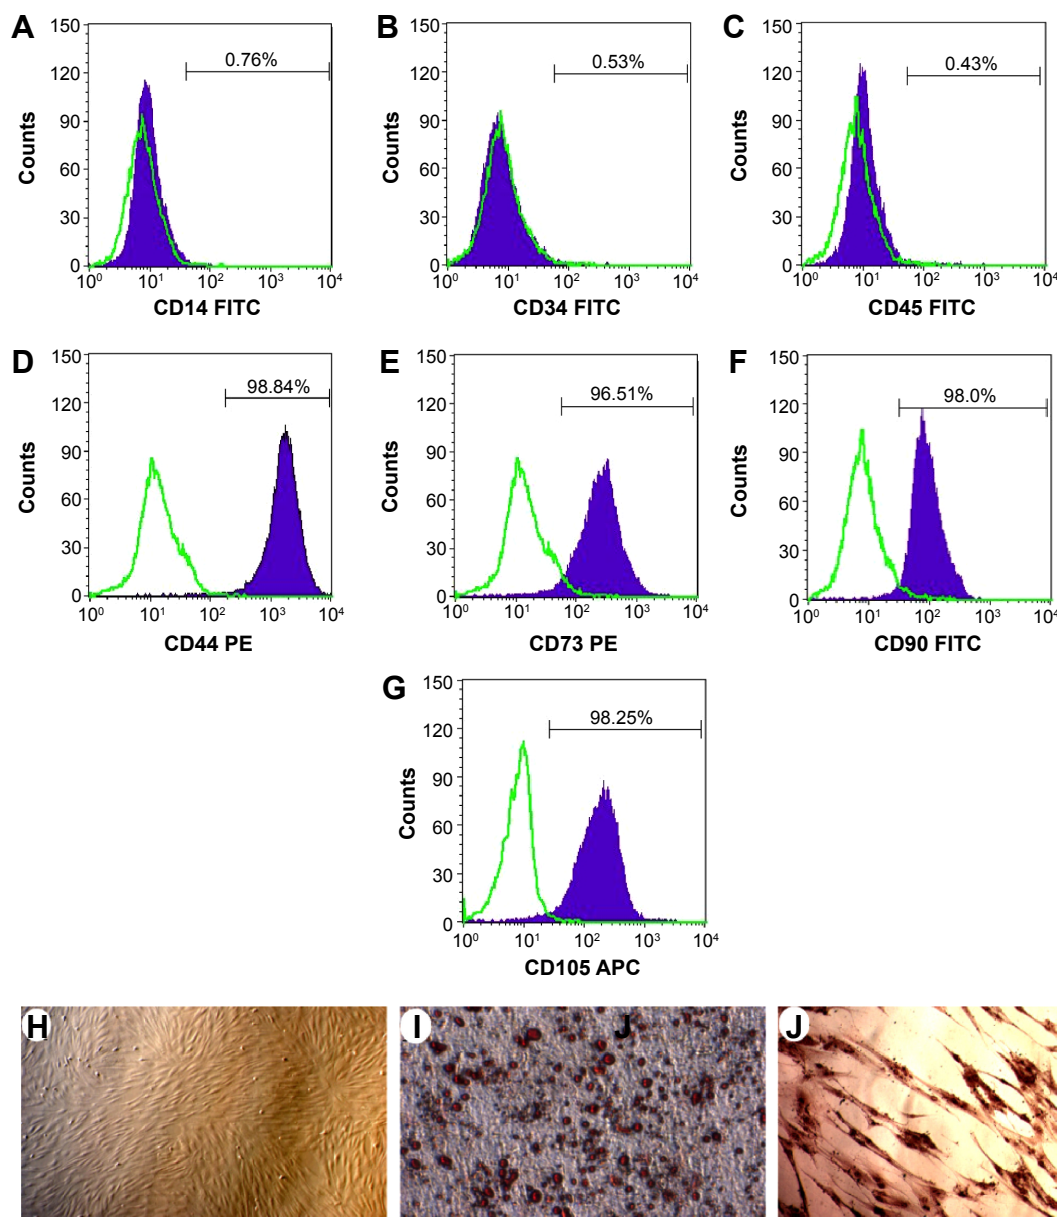 A
B
C
150
120
90
60
30
0
Counts
0.76%
10⁰ 10¹ 10² 10³ 10⁴
CD14 FITC
150
120
90
60
30
0
Counts
0.53%
10⁰ 10¹ 10² 10³ 10⁴
CD34 FITC
150
120
90
60
30
0
Counts
0.43%
10⁰ 10¹ 10² 10³ 10⁴
CD45 FITC
D
E
F
150
120
90
60
30
0
Counts
98.84%
10⁰ 10¹ 10² 10³ 10⁴
CD44 PE
150
120
90
60
30
0
Counts
96.51%
10⁰ 10¹ 10² 10³ 10⁴
CD73 PE
150
120
90
60
30
0
Counts
98.0%
10⁰ 10¹ 10² 10³ 10⁴
CD90 FITC
G
150
120
90
60
30
0
Counts
98.25%
10⁰ 10¹ 10² 10³ 10⁴
CD105 APC
H
I
J
J